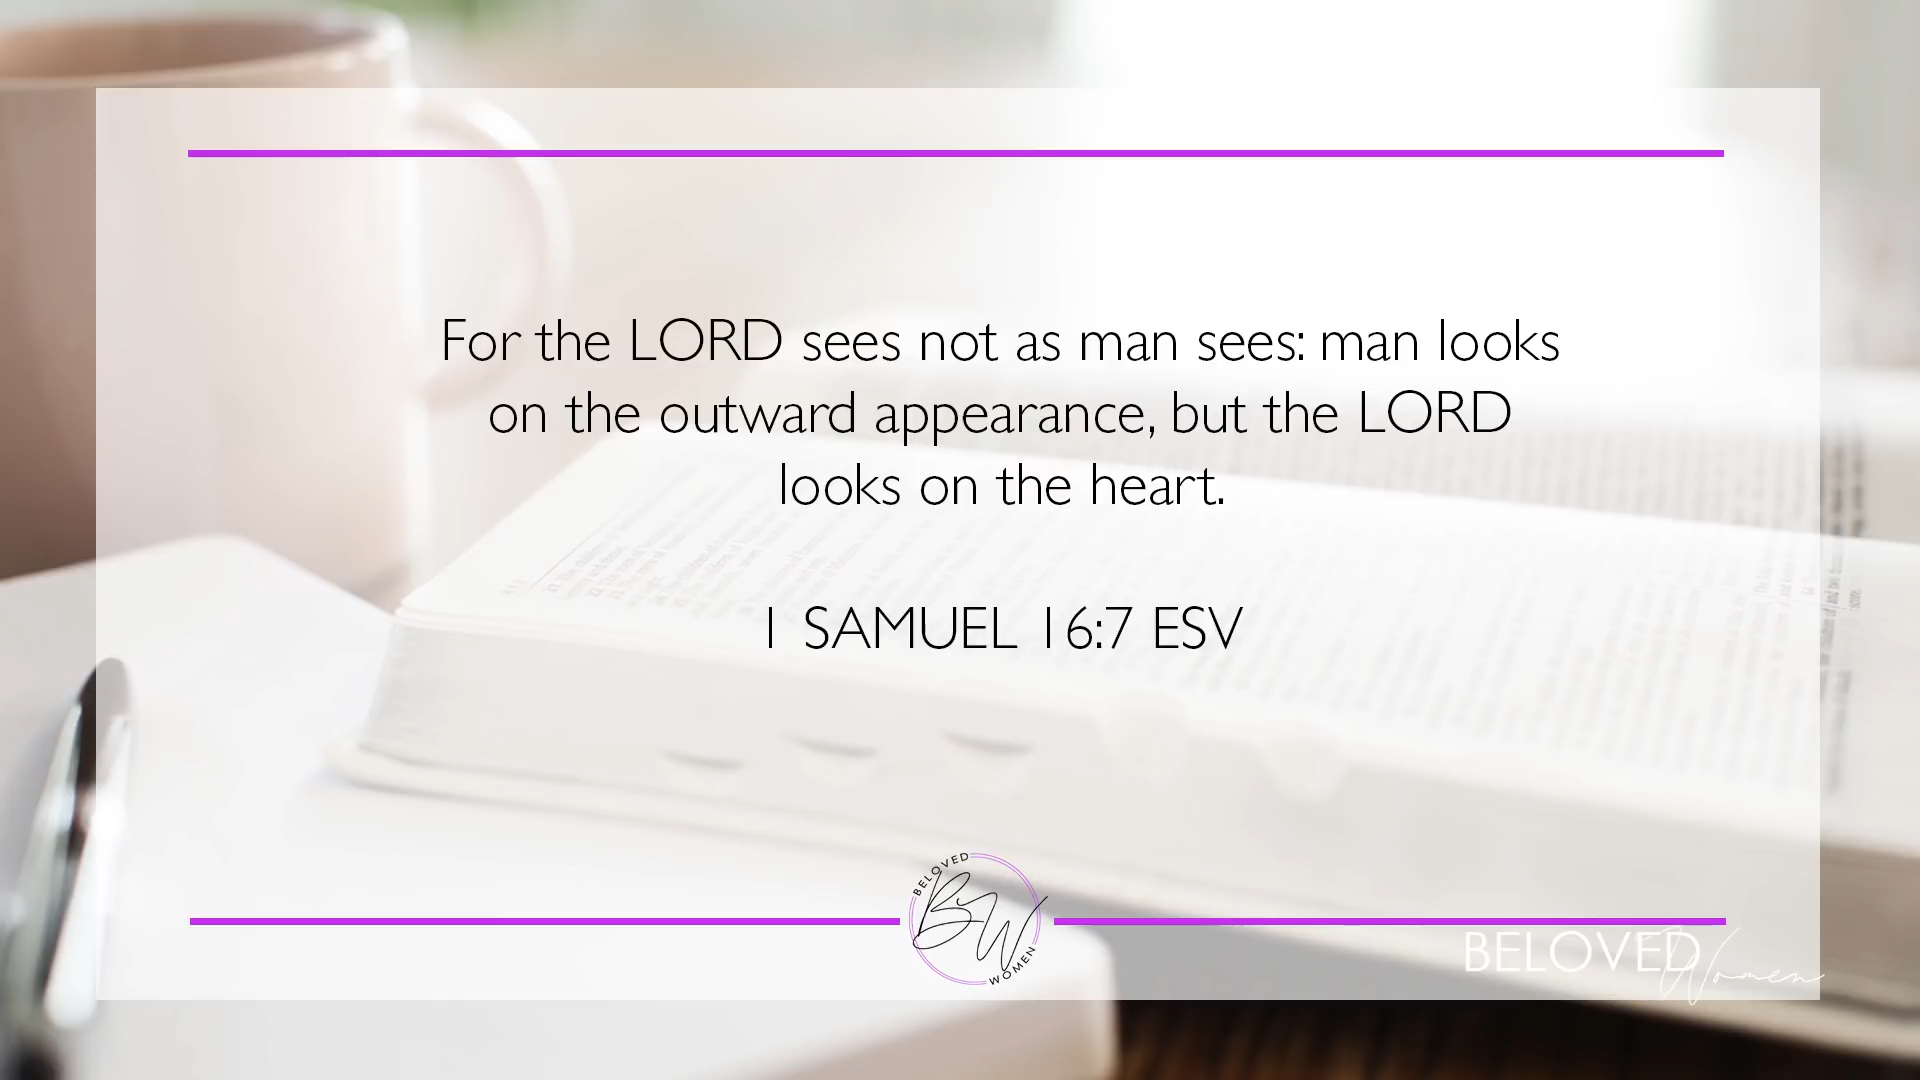 For the LORD sees not as man sees: man looks
on the outward appearance, but the LORD
looks on the heart.
1 SAMUEL 16:7 ESV
BELOVED
BW
WOMEN
BELOVED Women